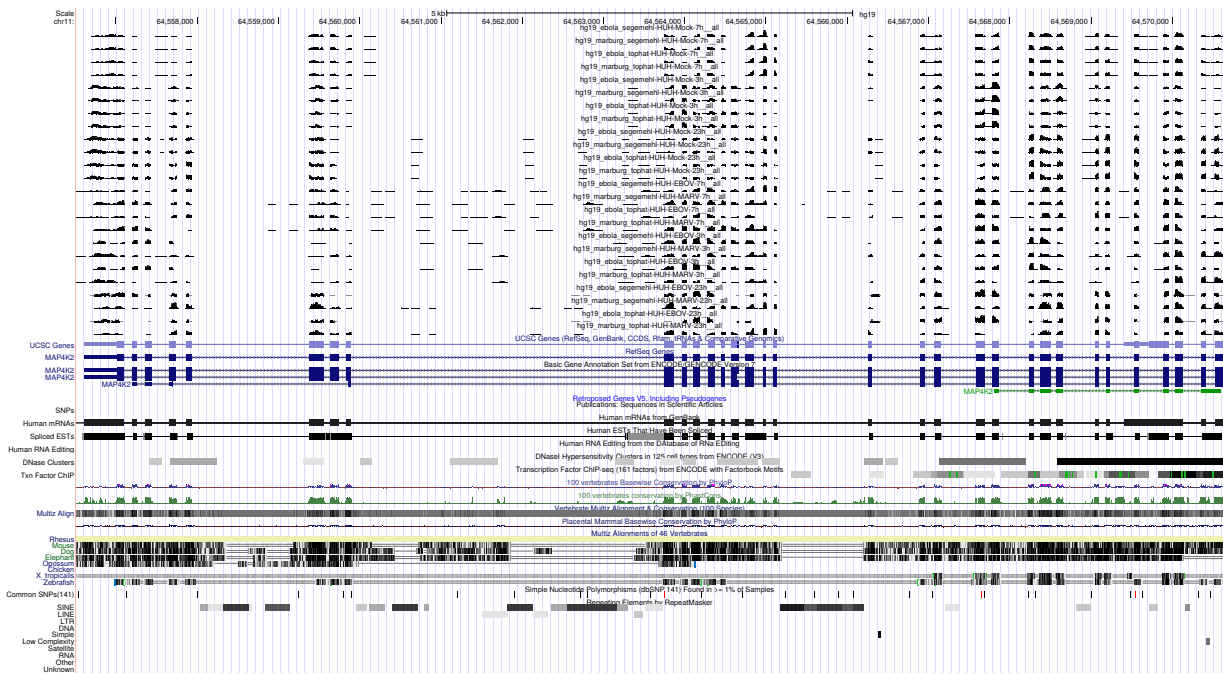 Scale 5 kb hg19
chr11: 64,558,000 64,559,000 64,560,000 64,561,000 64,562,000 64,563,000 64,564,000 64,565,000 64,566,000 64,567,000 64,568,000 64,569,000 64,570,000
hg19_ebola_segemehl-HUH-Mock-7h__all
hg19_marburg_segemehl-HUH-Mock-7h__all
hg19_ebola_tophat-HUH-Mock-7h__all
hg19_marburg_tophat-HUH-Mock-7h__all
hg19_ebola_segemehl-HUH-Mock-3h__all
hg19_marburg_segemehl-HUH-Mock-3h__all
hg19_ebola_tophat-HUH-Mock-3h__all
hg19_marburg_tophat-HUH-Mock-3h__all
hg19_ebola_segemehl-HUH-Mock-23h__all
hg19_marburg_segemehl-HUH-Mock-23h__all
hg19_ebola_tophat-HUH-Mock-23h__all
hg19_marburg_tophat-HUH-Mock-23h__all
hg19_ebola_segemehl-HUH-EBOV-7h__all
hg19_marburg_segemehl-HUH-MARV-7h__all
hg19_ebola_tophat-HUH-EBOV-7h__all
hg19_marburg_tophat-HUH-MARV-7h__all
hg19_ebola_segemehl-HUH-EBOV-3h__all
hg19_marburg_segemehl-HUH-MARV-3h__all
hg19_ebola_tophat-HUH-EBOV-3h__all
hg19_marburg_tophat-HUH-MARV-3h__all
hg19_ebola_segemehl-HUH-EBOV-23h__all
hg19_marburg_segemehl-HUH-MARV-23h__all
hg19_ebola_tophat-HUH-EBOV-23h__all
hg19_marburg_tophat-HUH-MARV-23h__all
UCSC Genes (RefSeq, GenBank, CCDS, Rfam, tRNAs & Comparative Genomics)
UCSC Genes
RefSeq Genes
MAP4K2
Basic Gene Annotation Set from ENCODE/GENCODE Version 7
MAP4K2
MAP4K2
MAP4K2
MAP4K2
Retroposed Genes V5, Including Pseudogenes
Publications: Sequences in Scientific Articles
SNPs
Human mRNAs from GenBank
Human mRNAs
Human ESTs That Have Been Spliced
Spliced ESTs
Human RNA Editing from the DAtabase of RNa EDiting
Human RNA Editing
DNaseI Hypersensitivity Clusters in 125 cell types from ENCODE (V3)
DNase Clusters
Transcription Factor ChIP-seq (161 factors) from ENCODE with Factorbook Motifs
Txn Factor ChIP
100 vertebrates Basewise Conservation by PhyloP
100 vertebrates conservation by PhastCons
Vertebrate Multiz Alignment & Conservation (100 Species)
Multiz Align
Placental Mammal Basewise Conservation by PhyloP
Multiz Alignments of 46 Vertebrates
Rhesus
Mouse
Dog
Elephant
Opossum
Chicken
X_tropicalis
Zebrafish
Simple Nucleotide Polymorphisms (dbSNP 141) Found in >= 1% of Samples
Common SNPs(141)
Repeating Elements by RepeatMasker
SINE
LINE
LTR
DNA
Simple
Low Complexity
Satellite
RNA
Other
Unknown